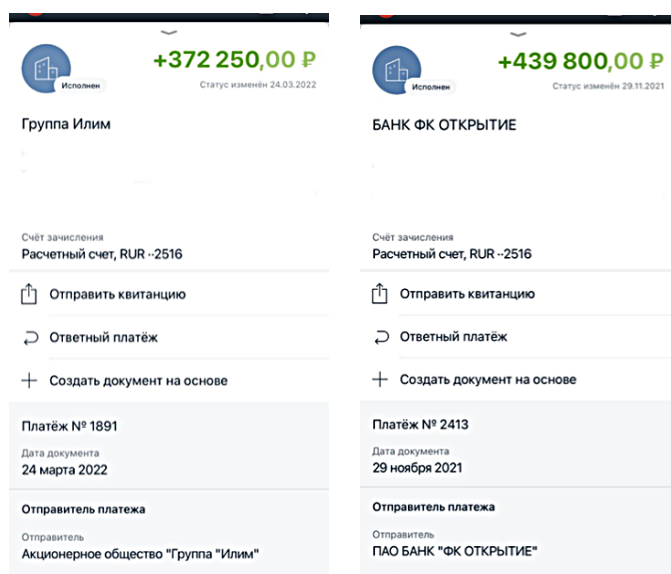 +372 250,00 ₽
Исполнен
Статус изменён 24.03.2022
Группа Илим
Счёт зачисления
Расчетный счет, RUR ··2516
Отправить квитанцию
Ответный платёж
Создать документ на основе
Платёж № 1891
Дата документа
24 марта 2022
Отправитель платежа
Отправитель
Акционерное общество "Группа "Илим"
+439 800,00 ₽
Исполнен
Статус изменён 29.11.2021
БАНК ФК ОТКРЫТИЕ
Счёт зачисления
Расчетный счет, RUR ··2516
Отправить квитанцию
Ответный платёж
Создать документ на основе
Платёж № 2413
Дата документа
29 ноября 2021
Отправитель платежа
Отправитель
ПАО БАНК "ФК ОТКРЫТИЕ"